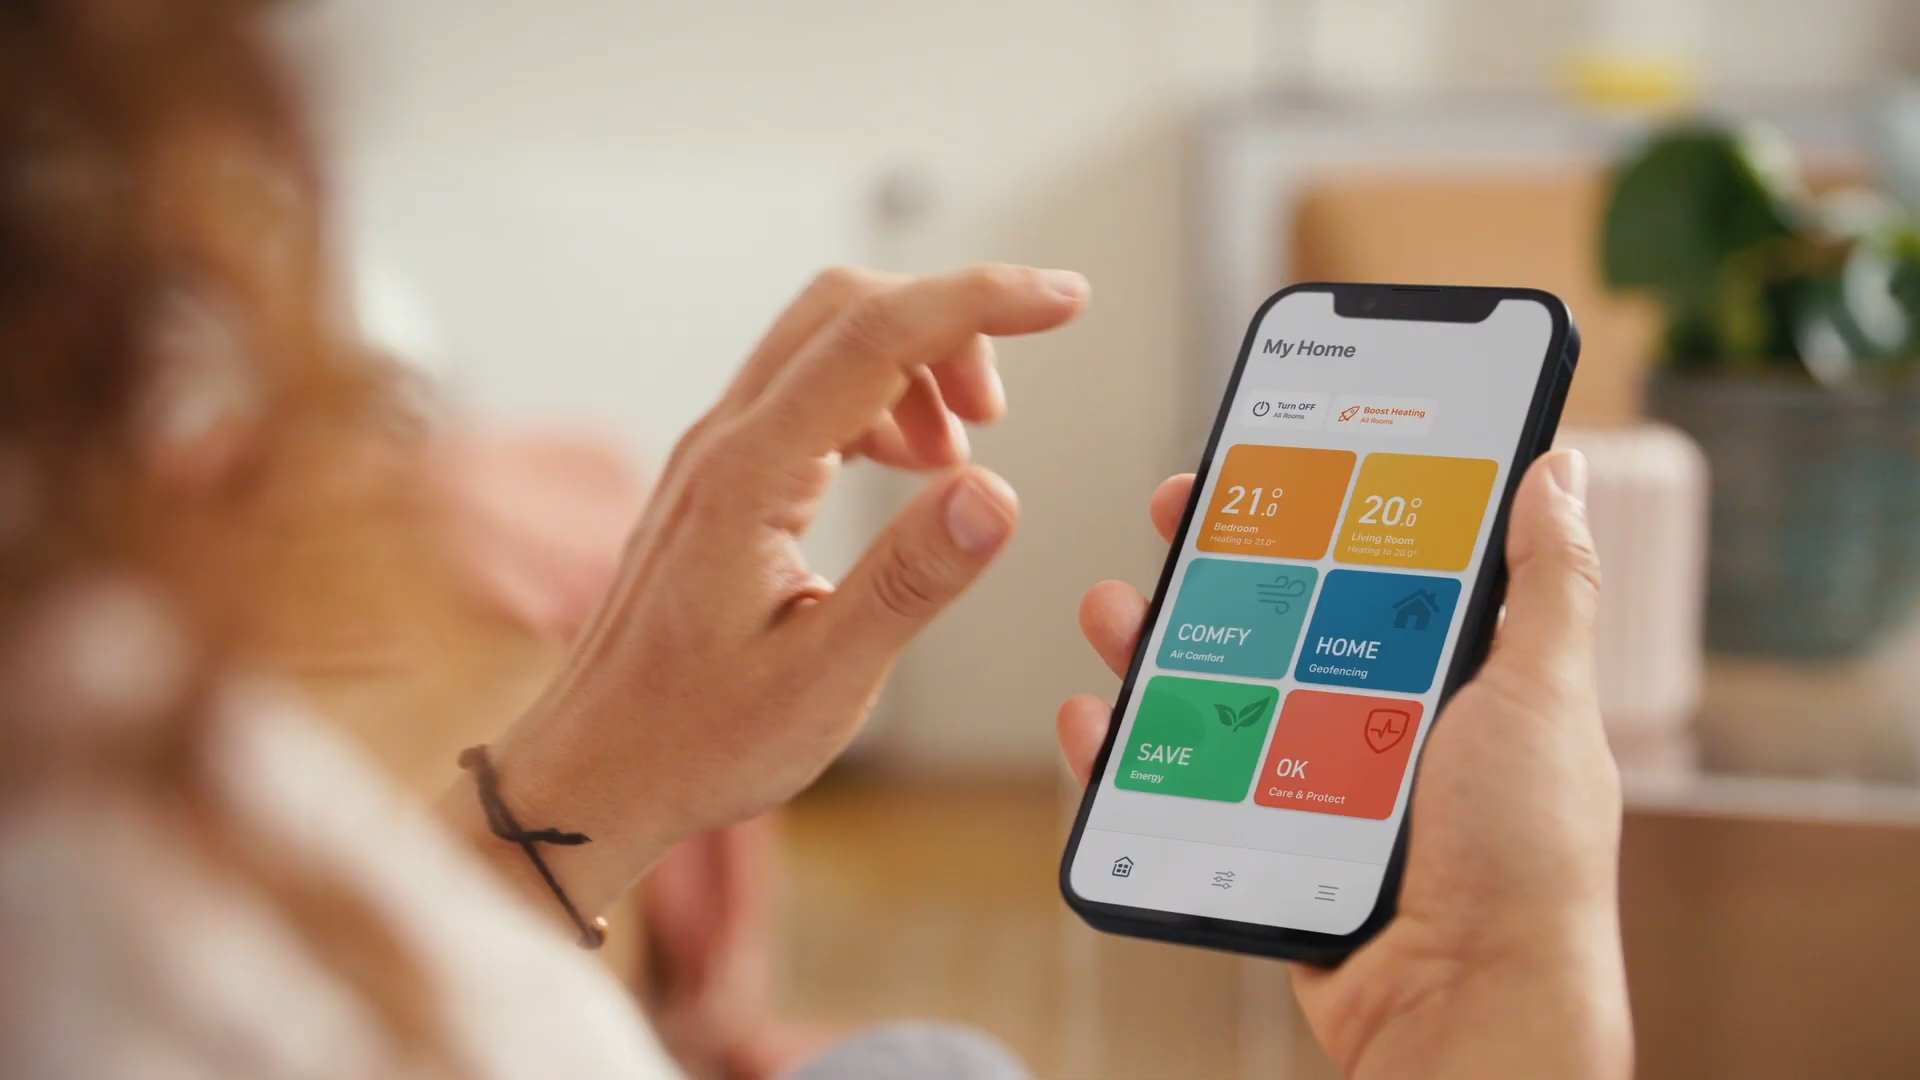 My Home
Turn OFF
All Rooms
Boost Heating
All Rooms
21.0°
Bedroom
Heating to 21.0°
20.0°
Living Room
Heating to 20.0°
COMFY
Air Comfort
HOME
Geofencing
SAVE
Energy
OK
Care & Protect